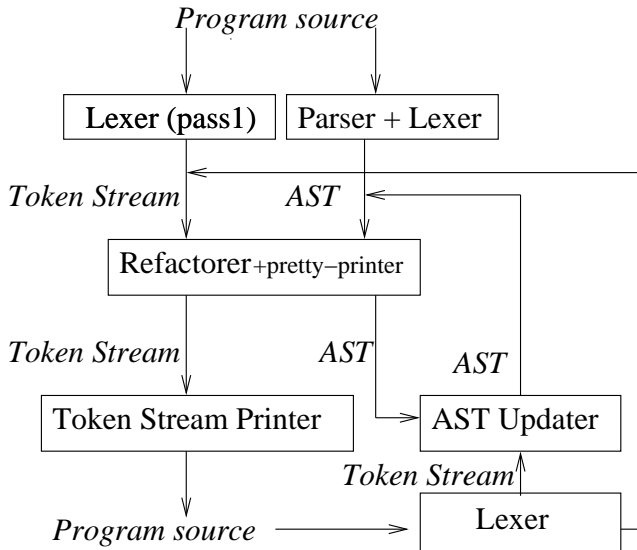 Program source
Lexer (pass1)
Parser + Lexer
Token Stream
AST
Refactorer+pretty−printer
Token Stream
AST
AST
Token Stream Printer
AST Updater
Token Stream
Program source
Lexer